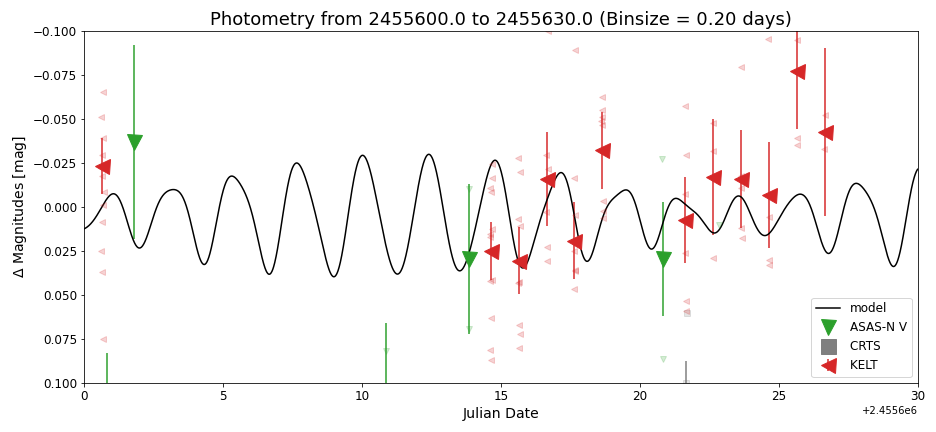 Photometry from 2455600.0 to 2455630.0 (Binsize = 0.20 days)
Δ Magnitudes [mag]
−0.100
−0.075
−0.050
−0.025
0.000
0.025
0.050
0.075
0.100
model
ASAS-N V
CRTS
KELT
0 5 10 15 20 25 30
Julian Date
+2.4556e6